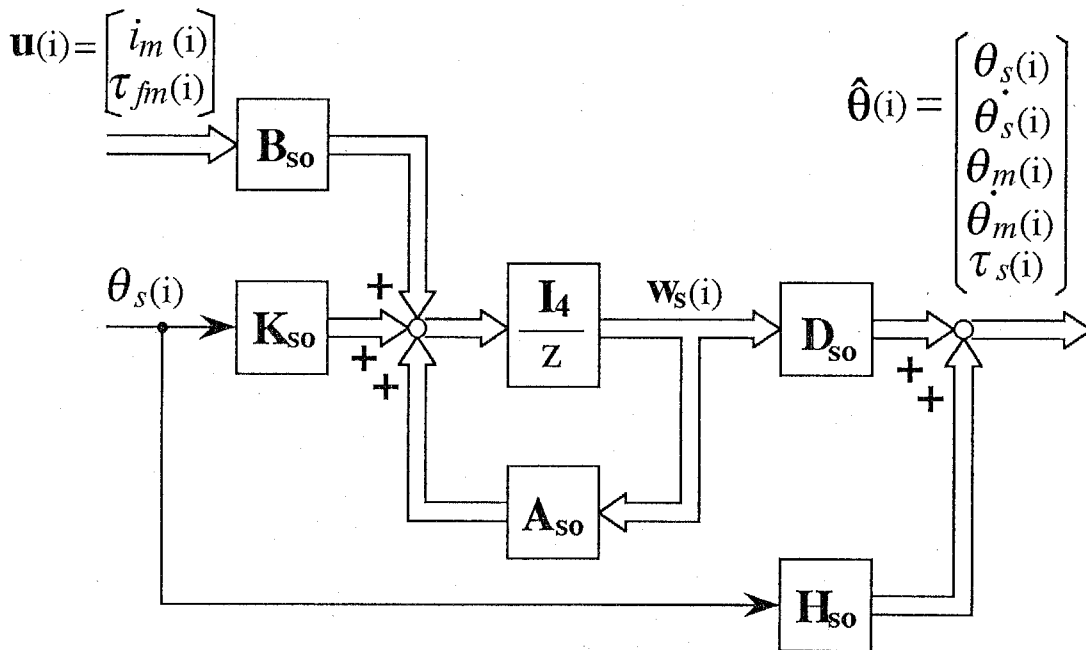 u(i) = [ i_m (i)
τ_fm(i) ]
θ̂(i) = [ θ_s(i)
θ̇_s(i)
θ_m(i)
θ̇_m(i)
τ_s(i) ]
B_so
θ_s(i)
K_so
+
+
+
I_4
z
w_s(i)
D_so
+
+
A_so
H_so